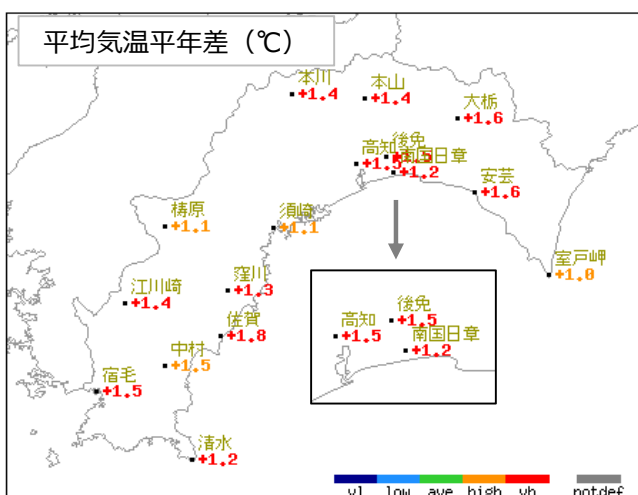 平均気温平年差（℃）
本川
+1.4
本山
+1.4
大栃
+1.6
高知
+1.5
後免
+1.5
南国日章
+1.2
安芸
+1.6
梼原
+1.1
須崎
+1.1
室戸岬
+1.0
江川崎
+1.4
窪川
+1.3
佐賀
+1.8
中村
+1.5
宿毛
+1.5
清水
+1.2
後免
+1.5
高知
+1.5
南国日章
+1.2
vl low ave high vh notdef